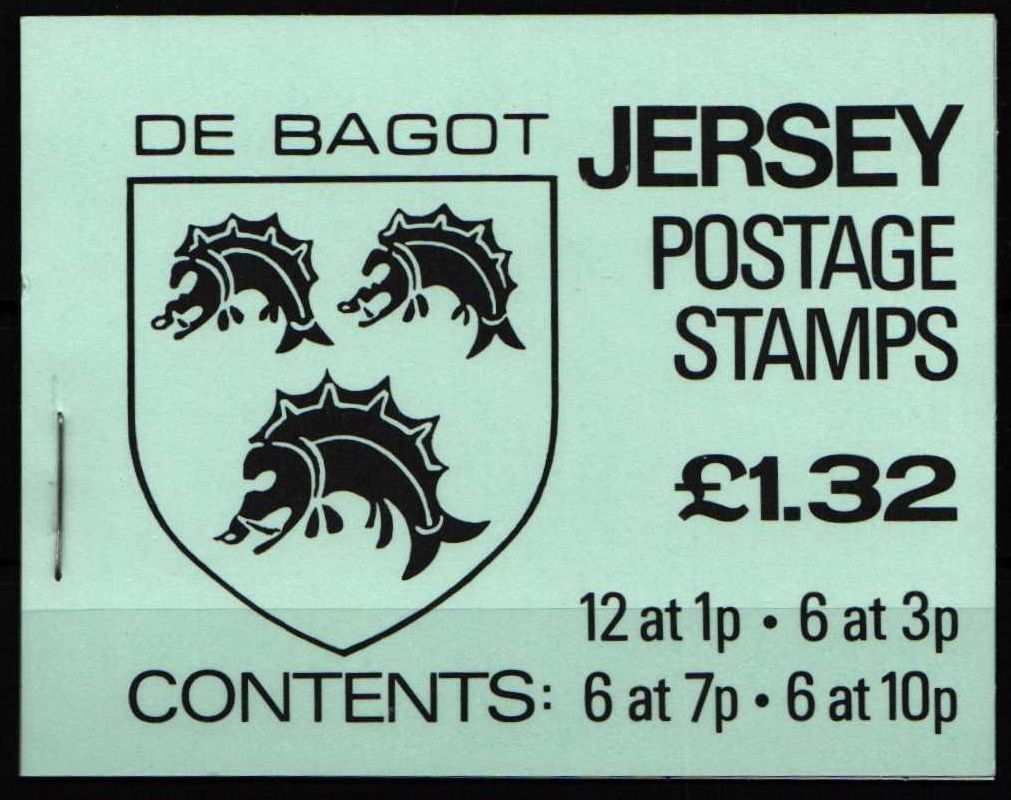 DE BAGOT
JERSEY
POSTAGE
STAMPS
£1.32
12 at 1p • 6 at 3p
CONTENTS: 6 at 7p • 6 at 10p